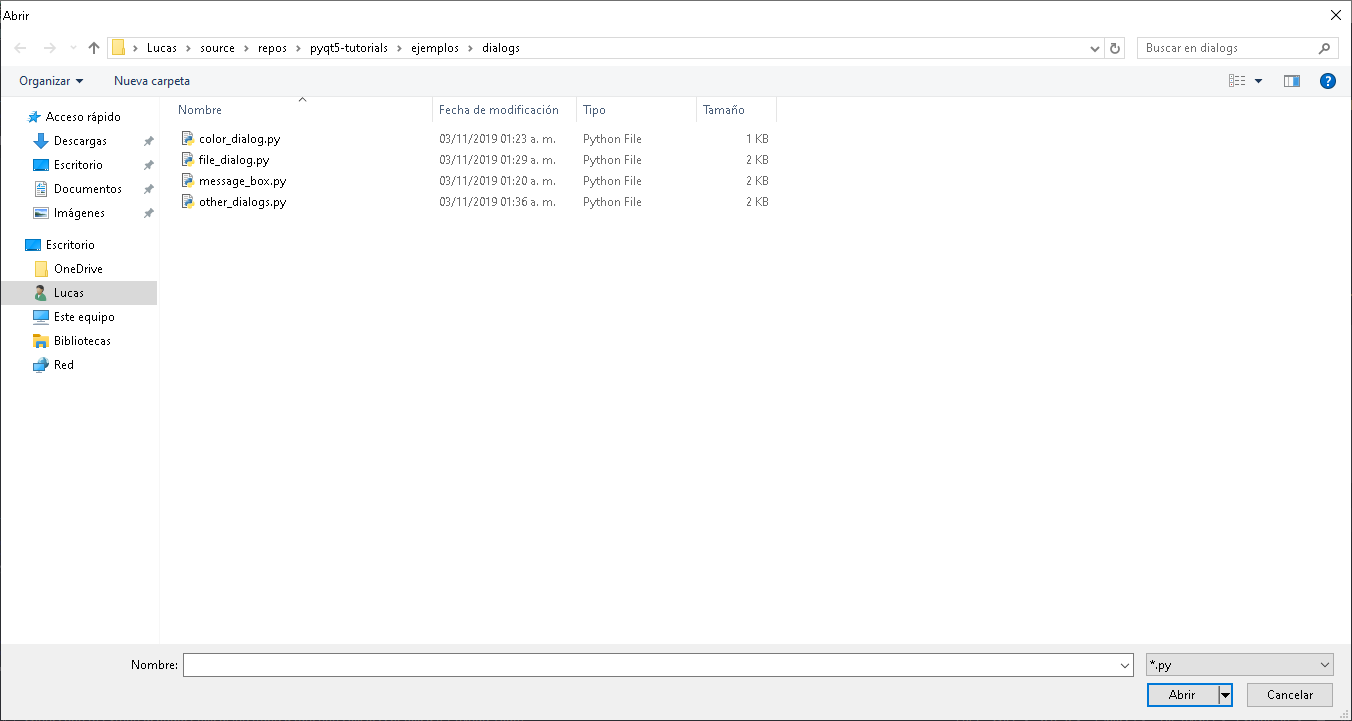 Abrir
Lucas › source › repos › pyqt5-tutorials › ejemplos › dialogs
Buscar en dialogs
Organizar
Nueva carpeta
?
Acceso rápido
Descargas
Escritorio
Documentos
Imágenes
Escritorio
OneDrive
Lucas
Este equipo
Bibliotecas
Red
Nombre Fecha de modificación Tipo Tamaño
color_dialog.py 03/11/2019 01:23 a. m. Python File 1 KB
file_dialog.py 03/11/2019 01:29 a. m. Python File 2 KB
message_box.py 03/11/2019 01:20 a. m. Python File 2 KB
other_dialogs.py 03/11/2019 01:36 a. m. Python File 2 KB
Nombre:
*.py
Abrir
Cancelar